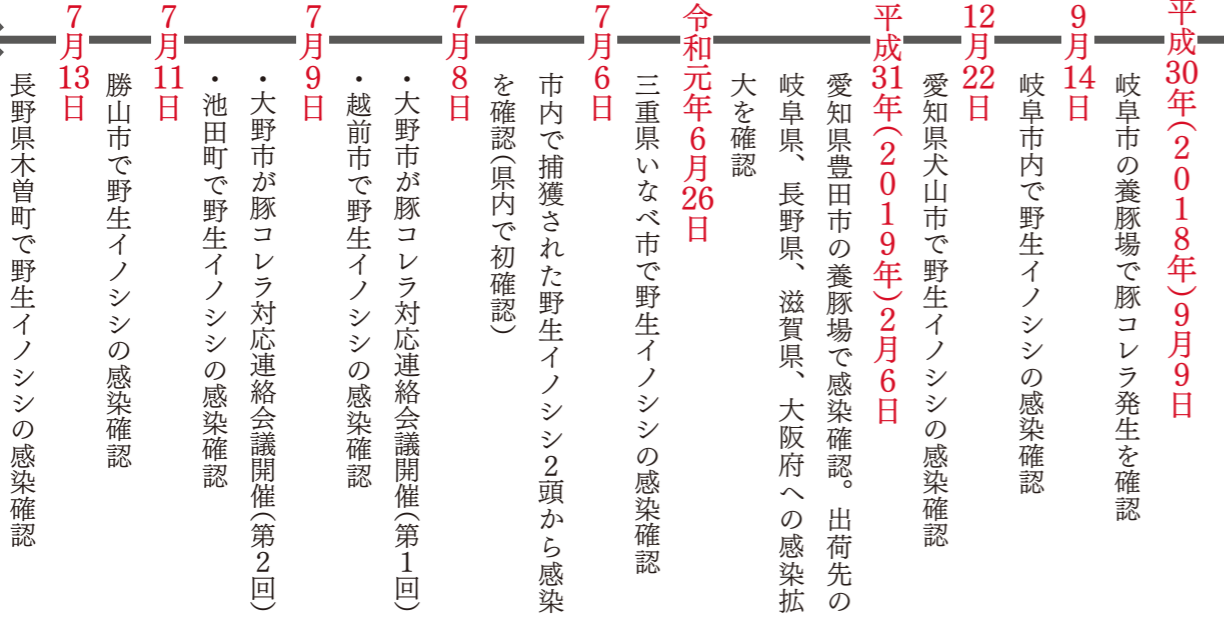 平成30年(2018年)9月9日
岐阜市の養豚場で豚コレラ発生を確認
9月14日
岐阜市内で野生イノシシの感染確認
12月22日
愛知県犬山市で野生イノシシの感染確認
平成31年(2019年)2月6日
愛知県豊田市の養豚場で感染確認。出荷先の
岐阜県、長野県、滋賀県、大阪府への感染拡
大を確認
令和元年6月26日
三重県いなべ市で野生イノシシの感染確認
7月6日
市内で捕獲された野生イノシシ2頭から感染
を確認(県内で初確認)
7月8日
・大野市が豚コレラ対応連絡会議開催(第1回)
・越前市で野生イノシシの感染確認
7月9日
・大野市が豚コレラ対応連絡会議開催(第2回)
・池田町で野生イノシシの感染確認
7月11日
勝山市で野生イノシシの感染確認
7月13日
長野県木曽町で野生イノシシの感染確認